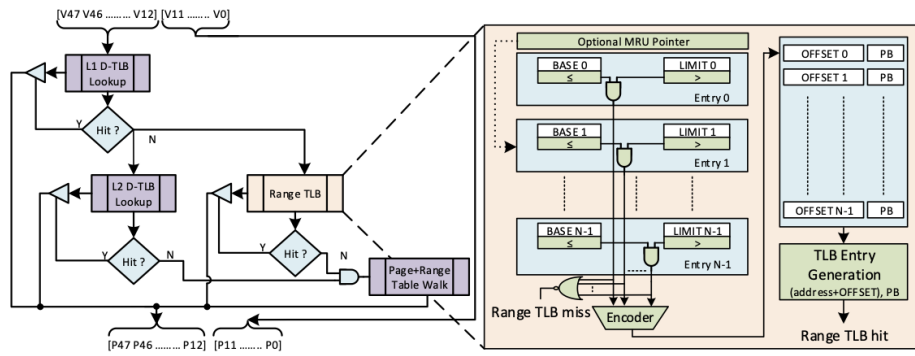 [V47 V46 ........ V12] [V11 ........ V0]
L1 D-TLB
Lookup
Hit ?
Y
N
L2 D-TLB
Lookup
Hit ?
Y
N
Range TLB
Hit ?
Y
N
Page+Range
Table Walk
[P47 P46 ........ P12] [P11 ....... P0]
Optional MRU Pointer
BASE 0
≤
LIMIT 0
>
Entry 0
BASE 1
≤
LIMIT 1
>
Entry 1
BASE N-1
≤
LIMIT N-1
>
Entry N-1
Range TLB miss
Encoder
OFFSET 0 PB
OFFSET 1 PB
OFFSET N-1 PB
TLB Entry
Generation
(address+OFFSET), PB
Range TLB hit